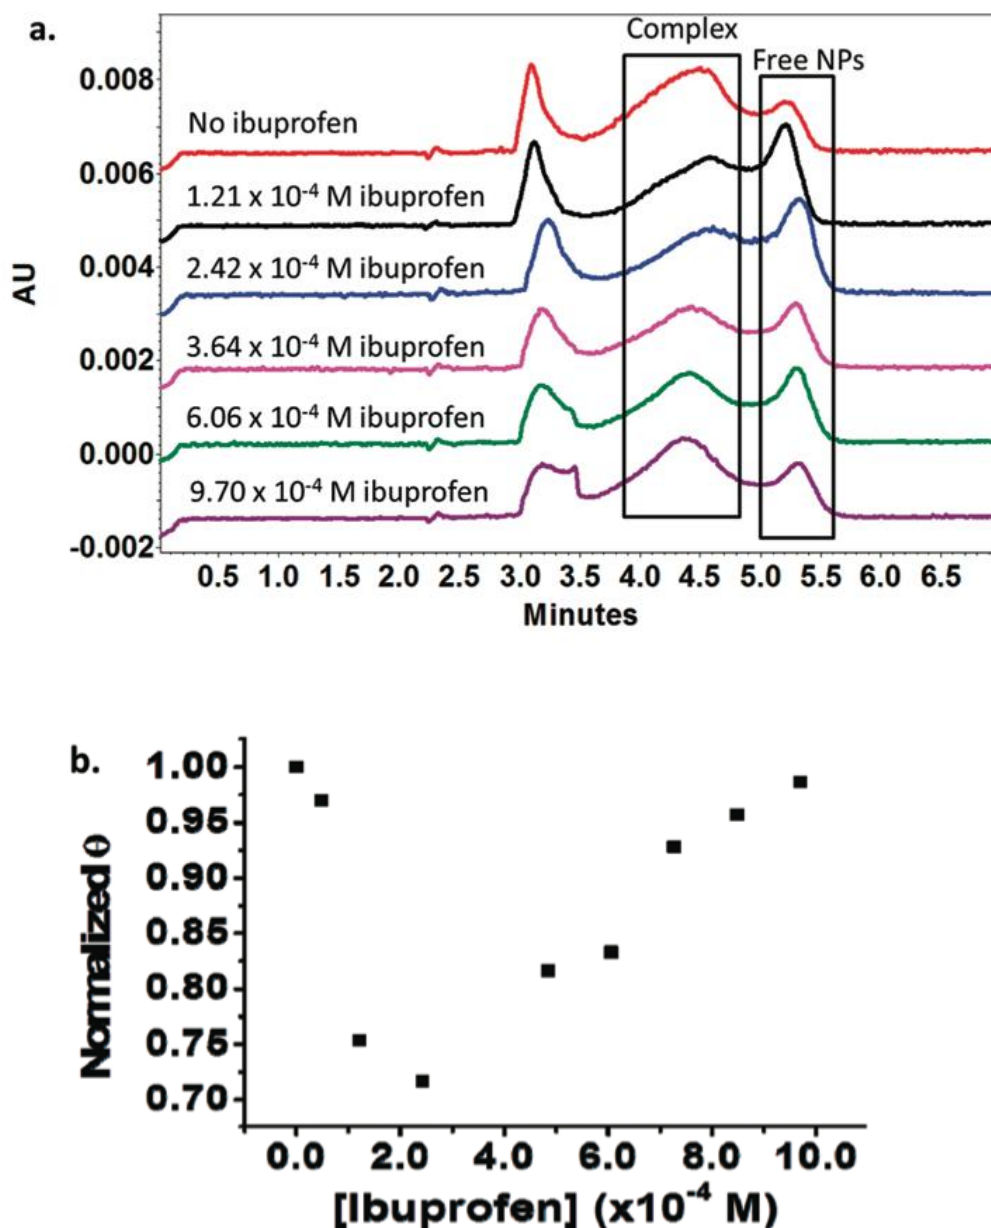 a.
Complex
Free NPs
0.008
No ibuprofen
0.006
1.21 x 10⁻⁴ M ibuprofen
0.004
2.42 x 10⁻⁴ M ibuprofen
AU
3.64 x 10⁻⁴ M ibuprofen
0.002
6.06 x 10⁻⁴ M ibuprofen
0.000
9.70 x 10⁻⁴ M ibuprofen
-0.002
0.5 1.0 1.5 2.0 2.5 3.0 3.5 4.0 4.5 5.0 5.5 6.0 6.5
Minutes
b.
1.00
0.95
0.90
0.85
0.80
0.75
0.70
Normalized θ
0.0 2.0 4.0 6.0 8.0 10.0
[Ibuprofen] (x10⁻⁴ M)